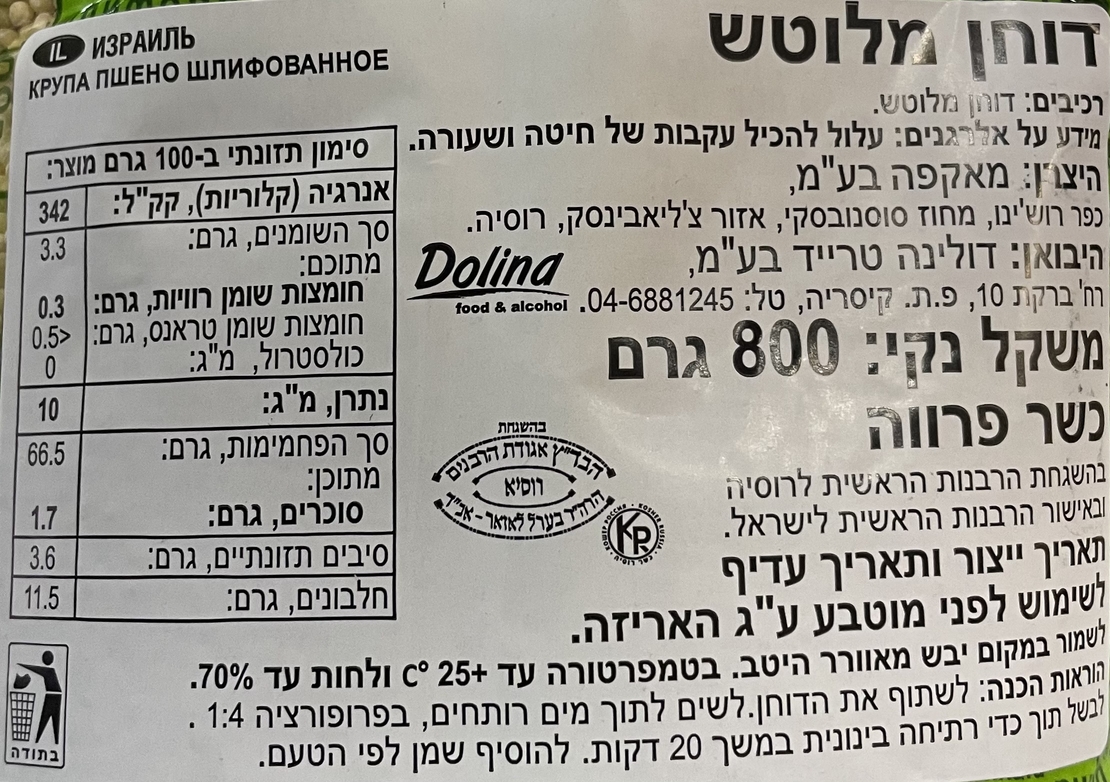 IL ИЗРАИЛЬ
КРУПА ПШЕНО ШЛИФОВАННОЕ
דוחן מלוטש
רכיבים: דוחן מלוטש.
מידע על אלרגנים: עלול להכיל עקבות של חיטה ושעורה.
היצרן: מאקפה בע"מ,
כפר רושצ'ינו, מחוז סוסנובסקי, אזור צ'ליאבינסק, רוסיה.
היבואן: דולינה טרייד בע"מ,
רח' ברקת 10, פ.ת. קיסריה, טל: 04-6881245.
Dolina
food & alcohol
משקל נקי: 800 גרם
כשר פרווה
בהשגחת הרבנות הראשית לרוסיה
ובאישור הרבנות הראשית לישראל.
תאריך ייצור ותאריך עדיף
לשימוש לפני מוטבע ע"ג האריזה.
לשמור במקום יבש מאוורר היטב. בטמפרטורה עד +25 °C ולחות עד 70%.
הוראות הכנה: לשתוף את הדוחן.לשים לתוך מים רותחים, בפרופורציה 1:4 .
לבשל תוך כדי רתיחה בינונית במשך 20 דקות. להוסיף שמן לפי הטעם.
סימון תזונתי ב-100 גרם מוצר:
אנרגיה (קלוריות), קק"ל: 342
סך השומנים, גרם: 3.3
מתוכם:
חומצות שומן רוויות, גרם: 0.3
חומצות שומן טראנס, גרם: <0.5
כולסטרול, מ"ג: 0
נתרן, מ"ג: 10
סך הפחמימות, גרם: 66.5
מתוכן:
סוכרים, גרם: 1.7
סיבים תזונתיים, גרם: 3.6
חלבונים, גרם: 11.5
בהשגחת
הבד״ץ אגודת הרבנים
רוסיא
הרה״ר בערל לאזאר - אב״ד
KР
בתודה